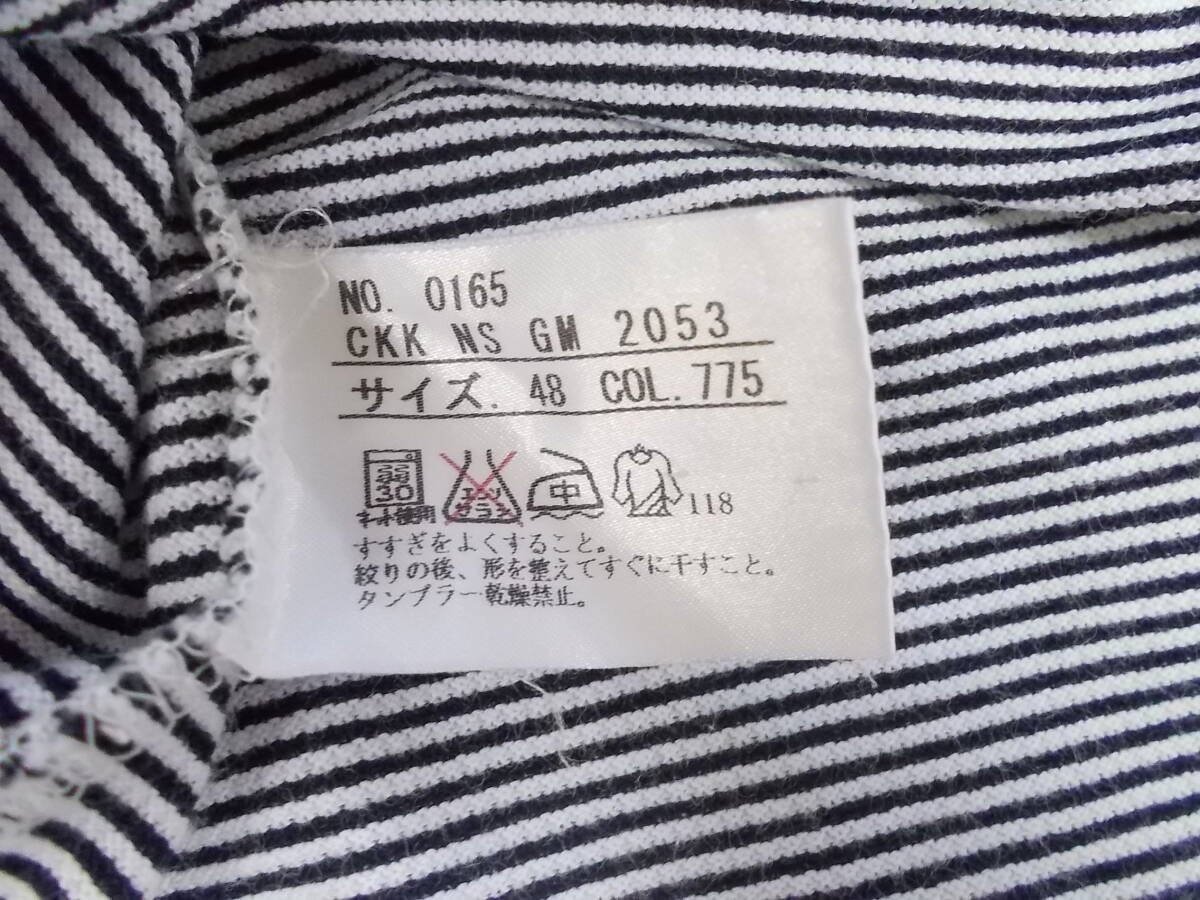 NO. 0165
CKK NS GM 2053
サイズ. 48 COL. 775
30 エンソ サラシ 中 118
ネット使用
すすぎをよくすること。
絞りの後、形を整えてすぐに干すこと。
タンブラー乾燥禁止。